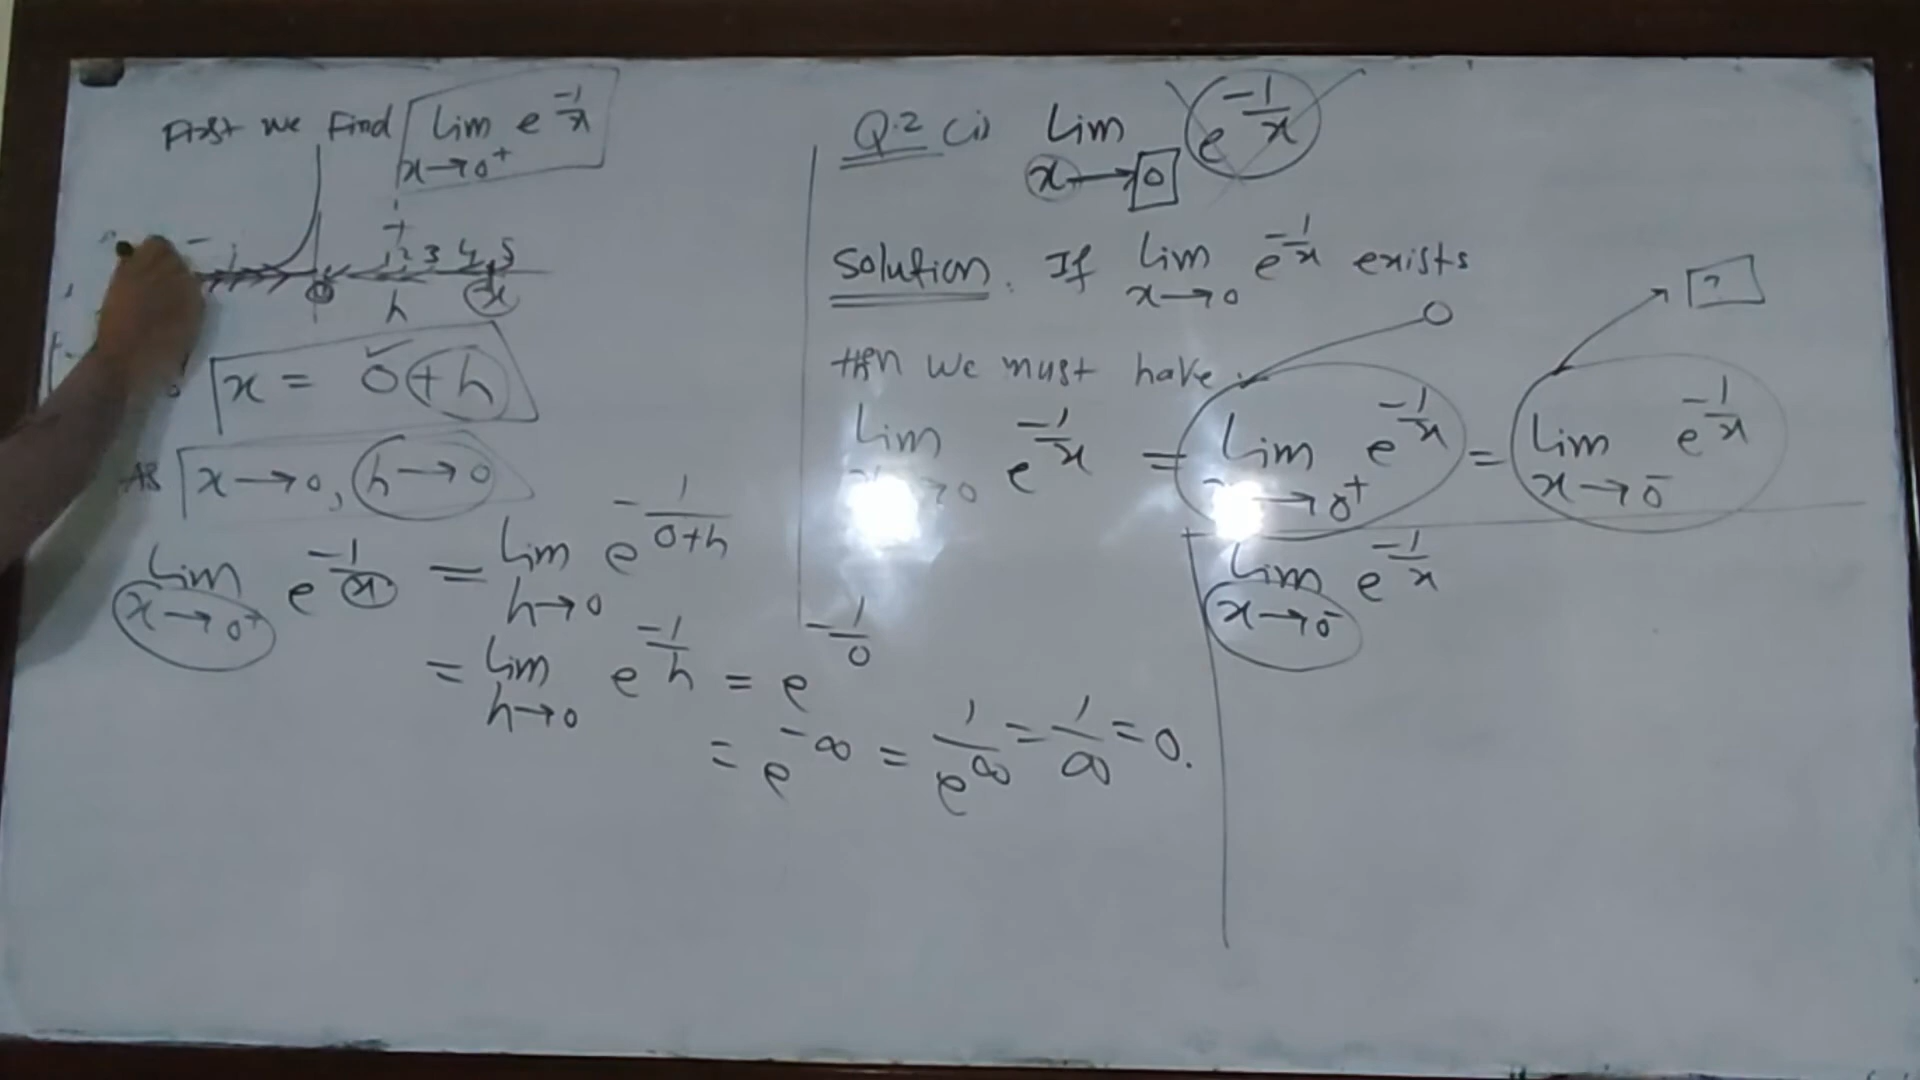 Q.2 (i) Lim x→0 e^{-1/x}
Solution. If Lim x→0 e^{-1/x} exists
then we must have.
Lim x→0 e^{-1/x} = Lim x→0⁺ e^{-1/x} = Lim x→0⁻ e^{-1/x}
0
?
First we Find Lim x→0⁺ e^{-1/x}
- +
1 2 3 4 5
0 h x
x = 0+h
As x→0, h→0
Lim x→0⁺ e^{-1/x} = Lim h→0 e^{-1/(0+h)}
= Lim h→0 e^{-1/h} = e^{-1/0}
= e^{-∞} = 1/e^∞ = 1/∞ = 0.
Lim x→0⁻ e^{-1/x}